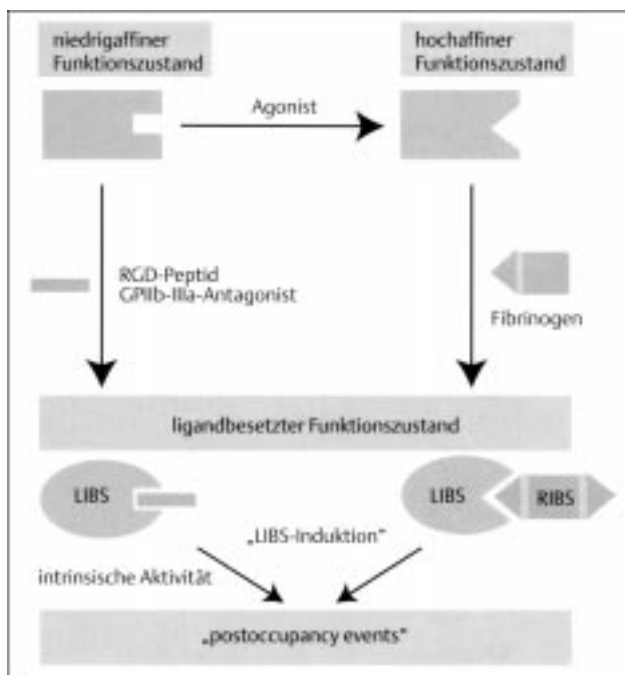 niedrigaffiner
Funktionszustand
hochaffiner
Funktionszustand
Agonist
RGD-Peptid
GPIIb-IIIa-Antagonist
Fibrinogen
ligandbesetzter Funktionszustand
LIBS
LIBS
RIBS
„LIBS-Induktion"
intrinsische Aktivität
„postoccupancy events"